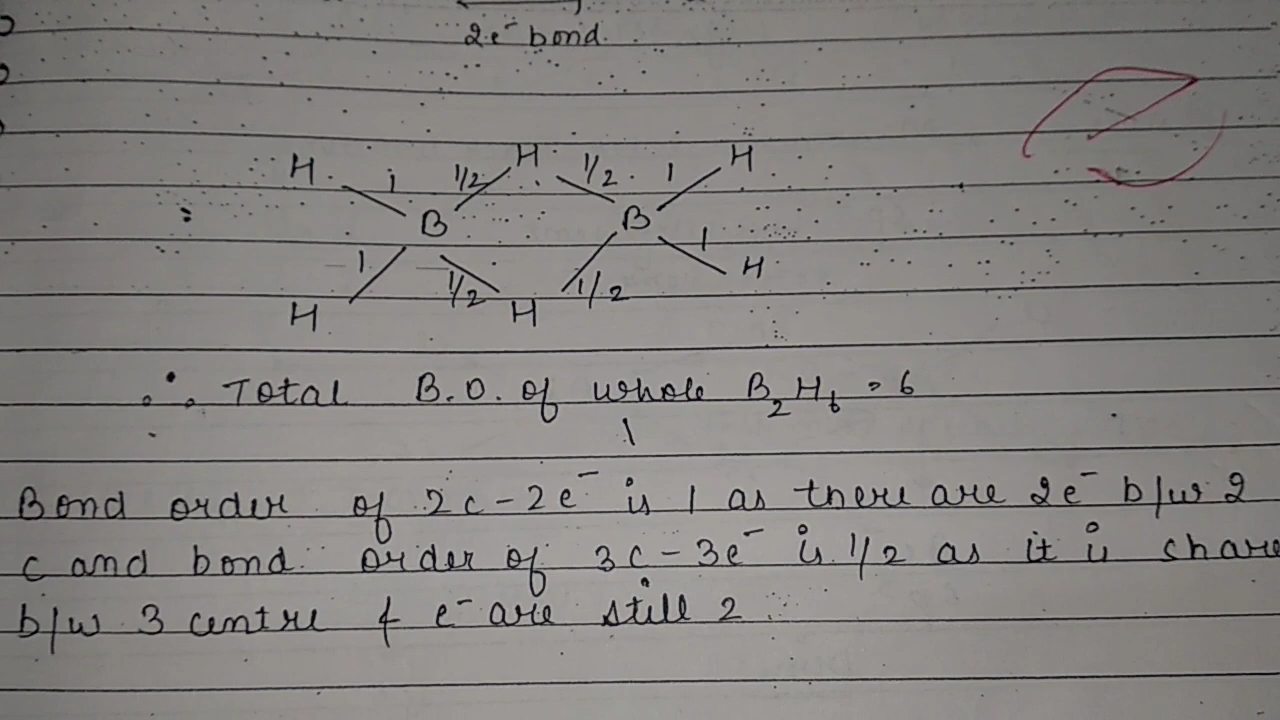 2e⁻ bond.
H 1 1/2 H 1/2 1 H
B B
1 1/2 H 1/2 1 H
H
∴ Total B.O. of whole B₂H₆ = 6
Bond order of 2c-2e⁻ is 1 as there are 2e⁻ b/w 2
c and bond order of 3c-3e⁻ is 1/2 as it is share
b/w 3 centre & e⁻ are still 2